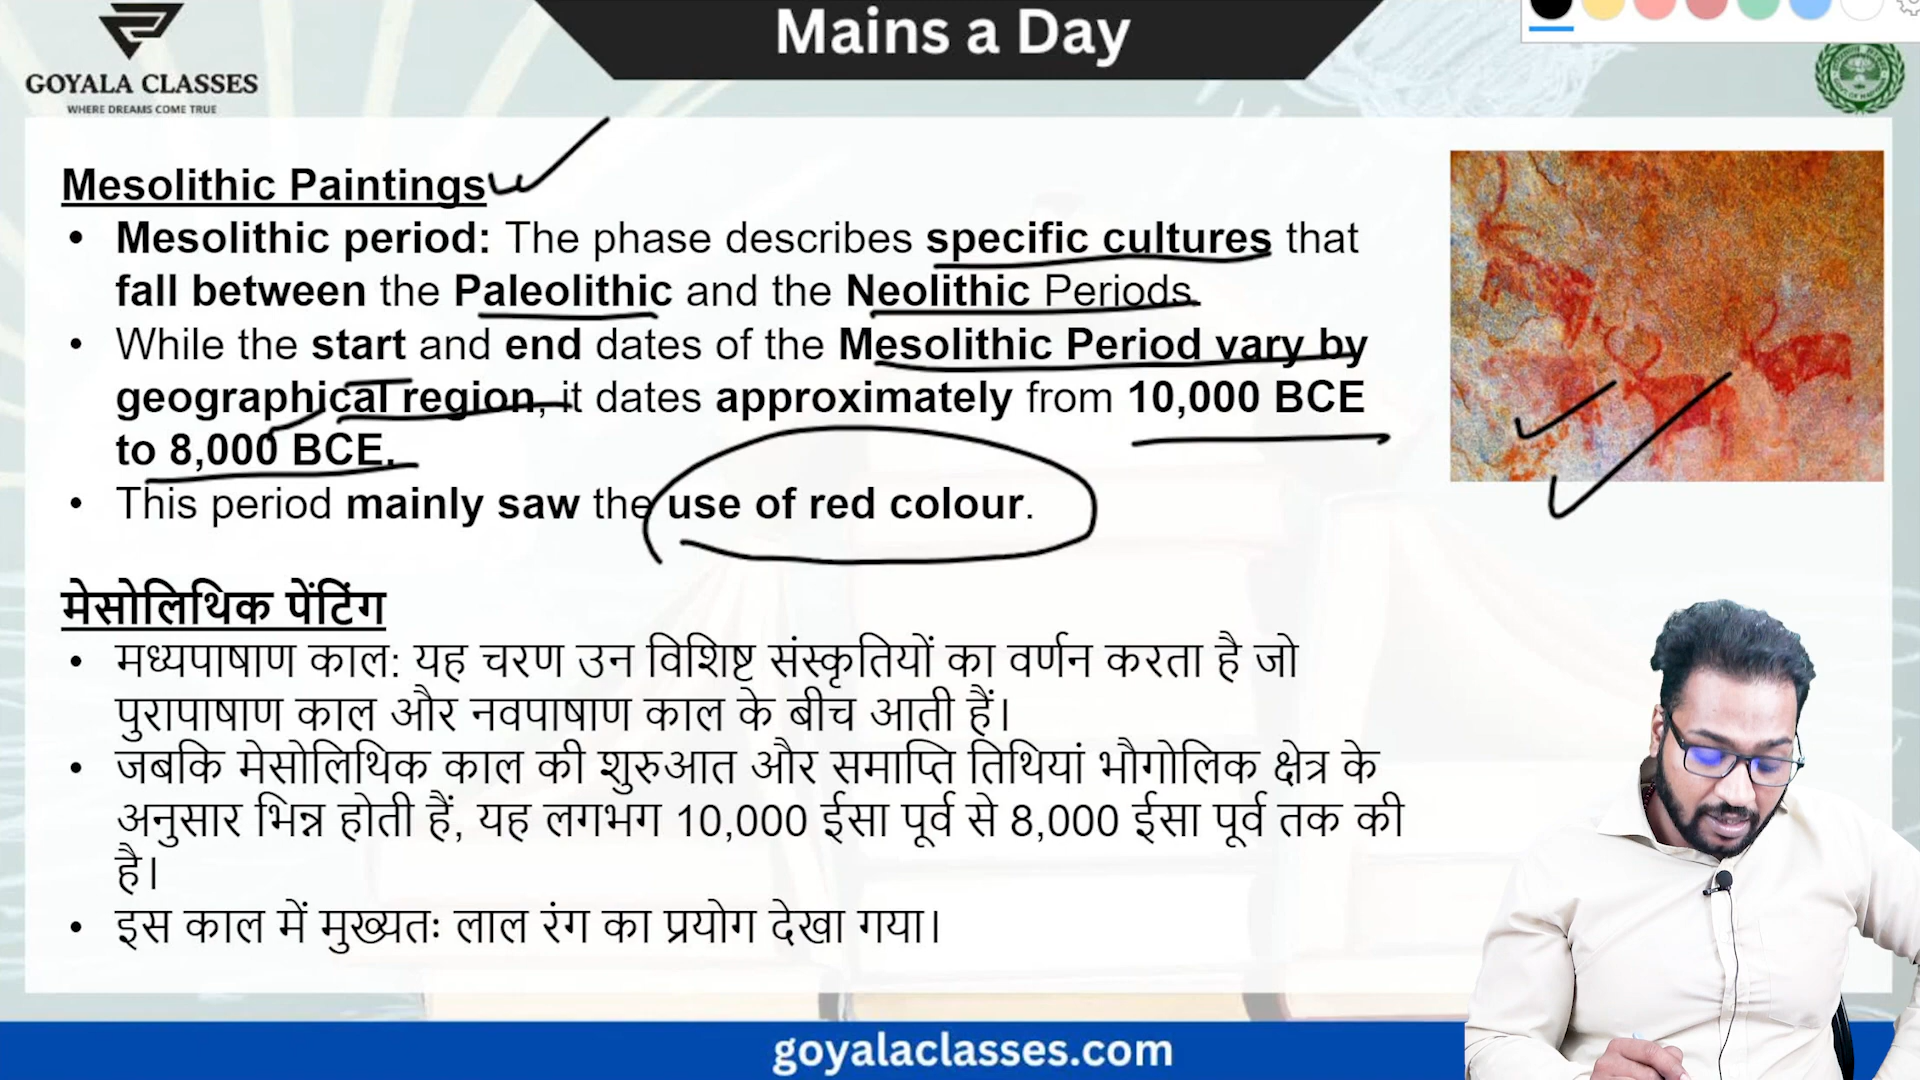 Mains a Day
GOYALA CLASSES
WHERE DREAMS COME TRUE
Mesolithic Paintings
• Mesolithic period: The phase describes specific cultures that
fall between the Paleolithic and the Neolithic Periods.
• While the start and end dates of the Mesolithic Period vary by
geographical region, it dates approximately from 10,000 BCE
to 8,000 BCE.
• This period mainly saw the use of red colour.
मेसोलिथिक पेंटिंग
• मध्यपाषाण काल: यह चरण उन विशिष्ट संस्कृतियों का वर्णन करता है जो
पुरापाषाण काल और नवपाषाण काल के बीच आती हैं।
• जबकि मेसोलिथिक काल की शुरुआत और समाप्ति तिथियां भौगोलिक क्षेत्र के
अनुसार भिन्न होती हैं, यह लगभग 10,000 ईसा पूर्व से 8,000 ईसा पूर्व तक की
है।
• इस काल में मुख्यतः लाल रंग का प्रयोग देखा गया।
goyalaclasses.com